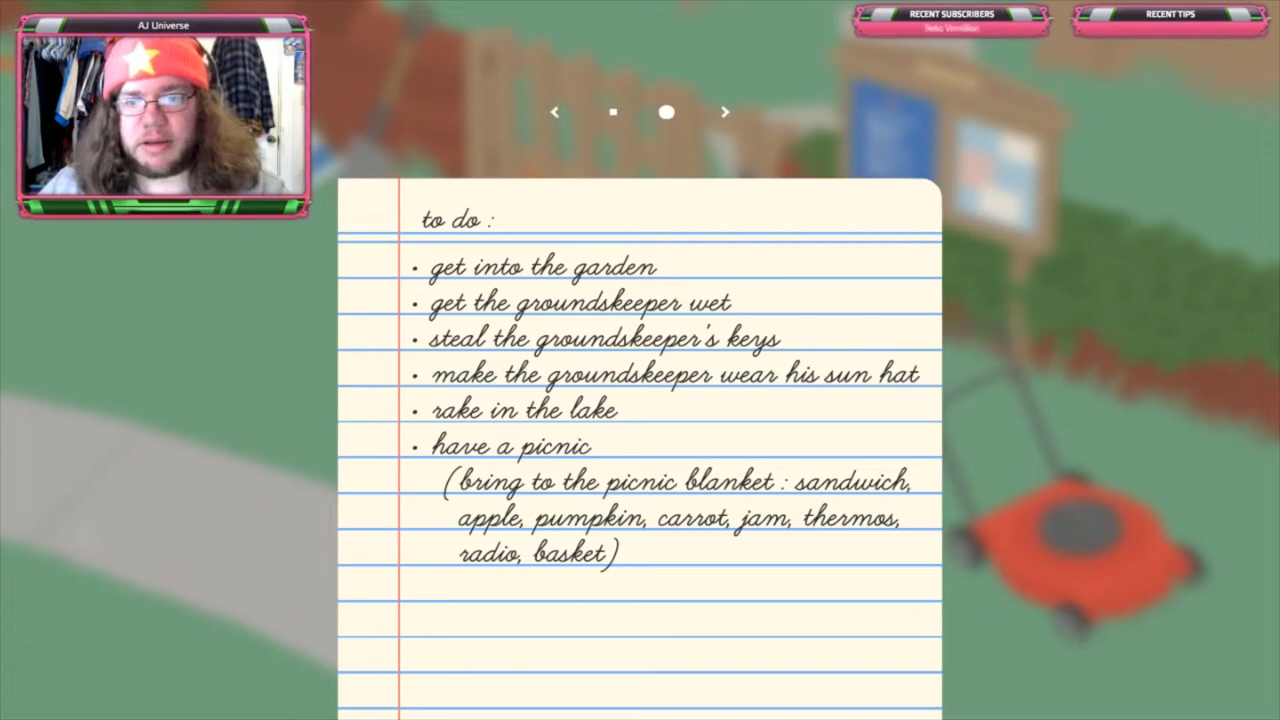 AJ Universe
RECENT SUBSCRIBERS
RECENT TIPS
to do :
• get into the garden
• get the groundskeeper wet
• steal the groundskeeper's keys
• make the groundskeeper wear his sun hat
• rake in the lake
• have a picnic
(bring to the picnic blanket : sandwich,
apple, pumpkin, carrot, jam, thermos,
radio, basket)